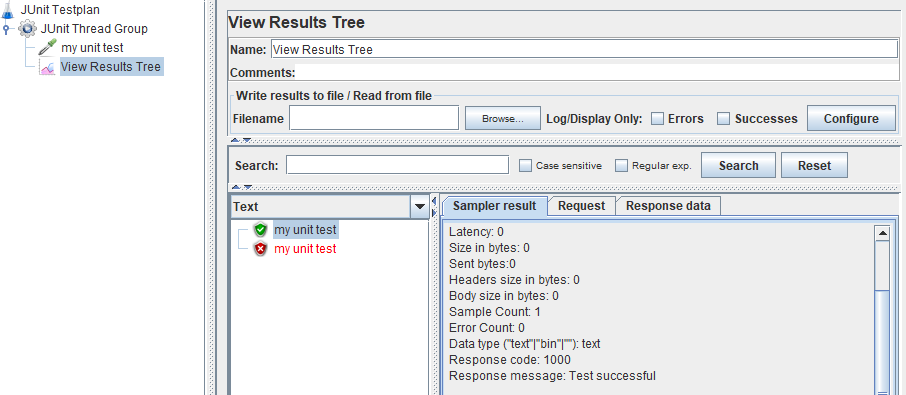 JUnit Testplan
JUnit Thread Group
my unit test
View Results Tree
View Results Tree
Name: View Results Tree
Comments:
Write results to file / Read from file
Filename Browse... Log/Display Only: Errors Successes Configure
Search: Case sensitive Regular exp. Search Reset
Text
my unit test
my unit test
Sampler result Request Response data
Latency: 0
Size in bytes: 0
Sent bytes:0
Headers size in bytes: 0
Body size in bytes: 0
Sample Count: 1
Error Count: 0
Data type ("text"|"bin"|""): text
Response code: 1000
Response message: Test successful